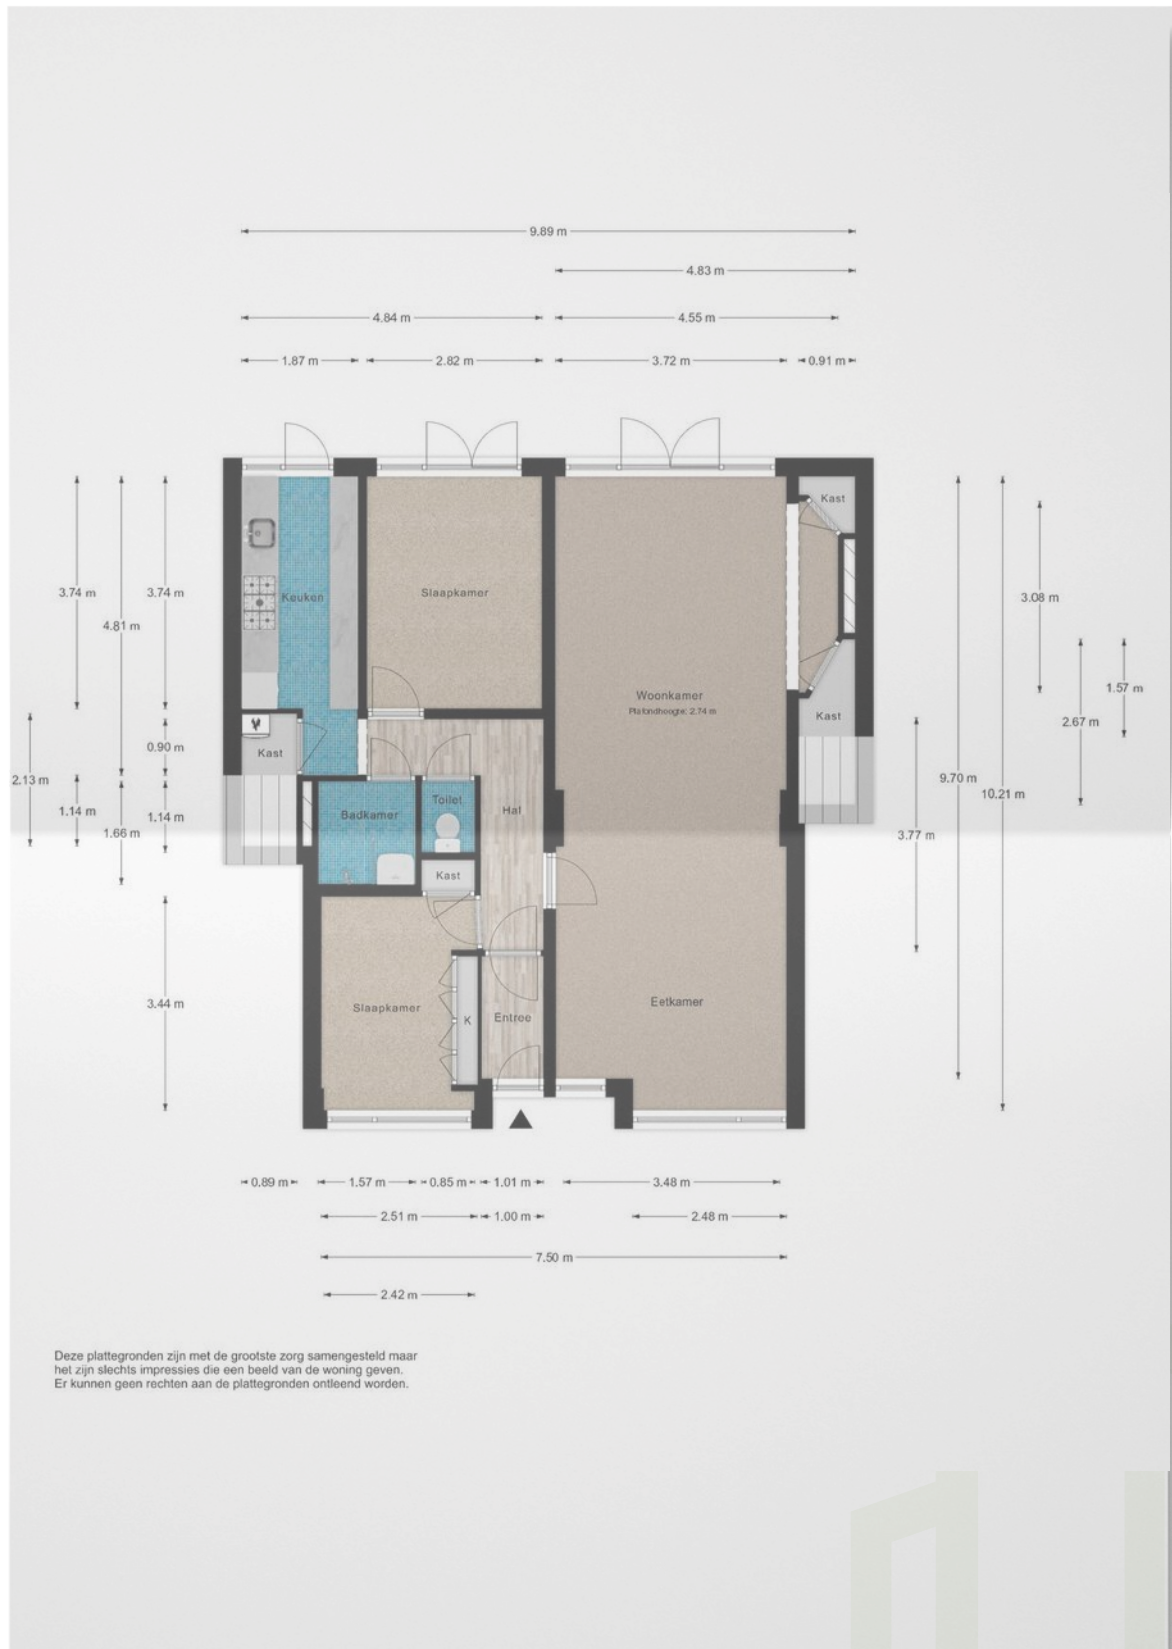 9.89 m
4.83 m
4.84 m
4.55 m
1.87 m
2.82 m
3.72 m
0.91 m
Kast
3.74 m
3.74 m
Keuken
Slaapkamer
3.08 m
4.81 m
1.57 m
Woonkamer
Plafondhoogte: 2.74 m
Kast
2.67 m
0.90 m
Kast
2.13 m
9.70 m
10.21 m
1.14 m
1.14 m
1.66 m
Badkamer
Toilet
Hal
3.77 m
Kast
3.44 m
Slaapkamer
K
Entree
Eetkamer
0.89 m
1.57 m
0.85 m
1.01 m
3.48 m
2.51 m
1.00 m
2.48 m
7.50 m
2.42 m
Deze plattegronden zijn met de grootste zorg samengesteld maar
het zijn slechts impressies die een beeld van de woning geven.
Er kunnen geen rechten aan de plattegronden ontleend worden.